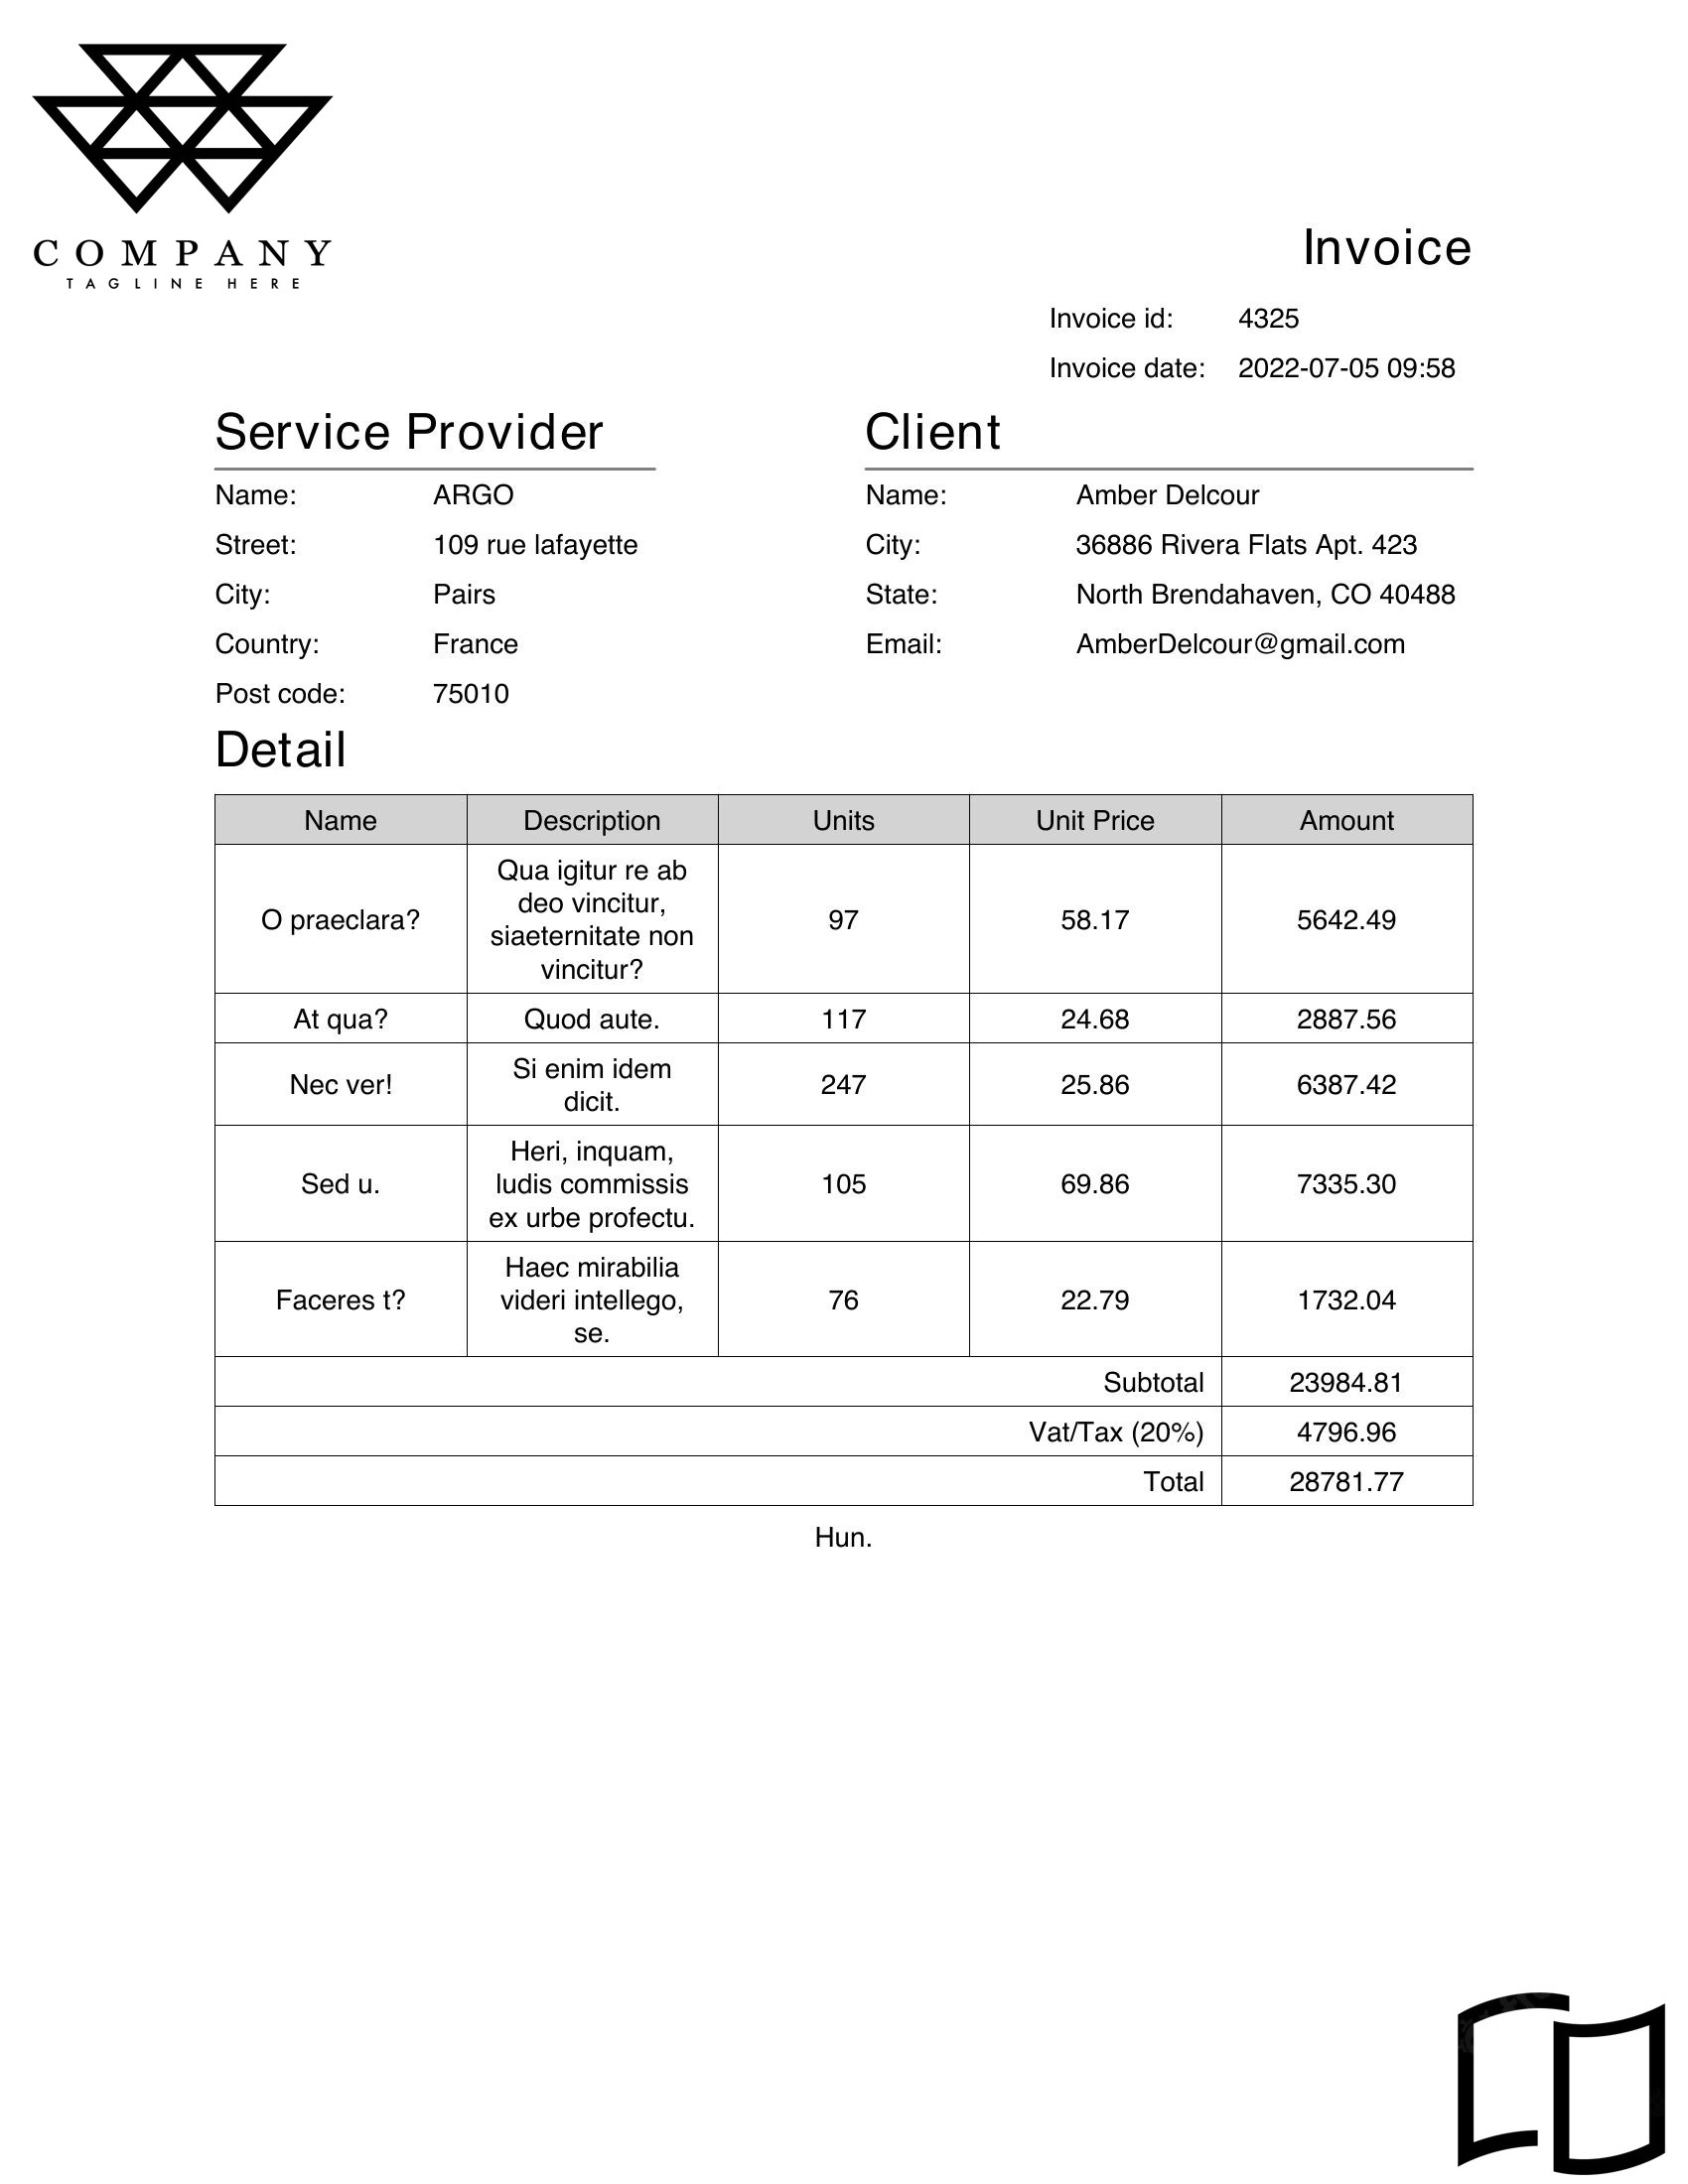 COMPANY
TAGLINE HERE
Invoice
Invoice id: 4325
Invoice date: 2022-07-05 09:58
Service Provider
Name: ARGO
Street: 109 rue lafayette
City: Pairs
Country: France
Post code: 75010
Client
Name: Amber Delcour
City: 36886 Rivera Flats Apt. 423
State: North Brendahaven, CO 40488
Email: AmberDelcour@gmail.com
Detail
Name Description Units Unit Price Amount
O praeclara? Qua igitur re ab
deo vincitur,
siaeternitate non
vincitur? 97 58.17 5642.49
At qua? Quod aute. 117 24.68 2887.56
Nec ver! Si enim idem
dicit. 247 25.86 6387.42
Sed u. Heri, inquam,
ludis commissis
ex urbe profectu. 105 69.86 7335.30
Faceres t? Haec mirabilia
videri intellego,
se. 76 22.79 1732.04
Subtotal 23984.81
Vat/Tax (20%) 4796.96
Total 28781.77
Hun.